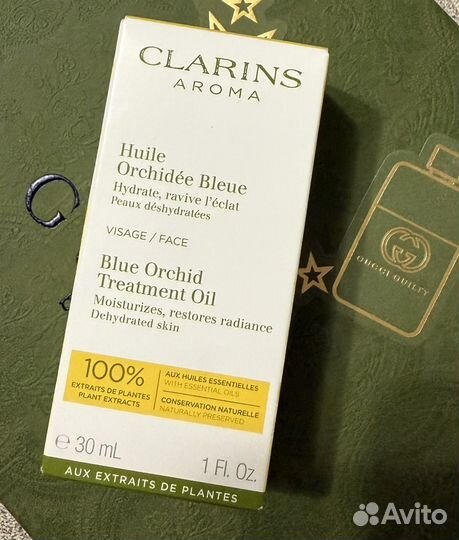 CLARINS
AROMA
Huile
Orchidée Bleue
Hydrate, ravive l'éclat
Peaux déshydratées
VISAGE / FACE
Blue Orchid
Treatment Oil
Moisturizes, restores radiance
Dehydrated skin
100%
EXTRAITS DE PLANTES
PLANT EXTRACTS
AUX HUILES ESSENTIELLES
WITH ESSENTIAL OILS
CONSERVATION NATURELLE
NATURALLY PRESERVED
℮ 30 mL
1 Fl. Oz.
AUX EXTRAITS DE PLANTES
GUCCI GUILTY
Avito